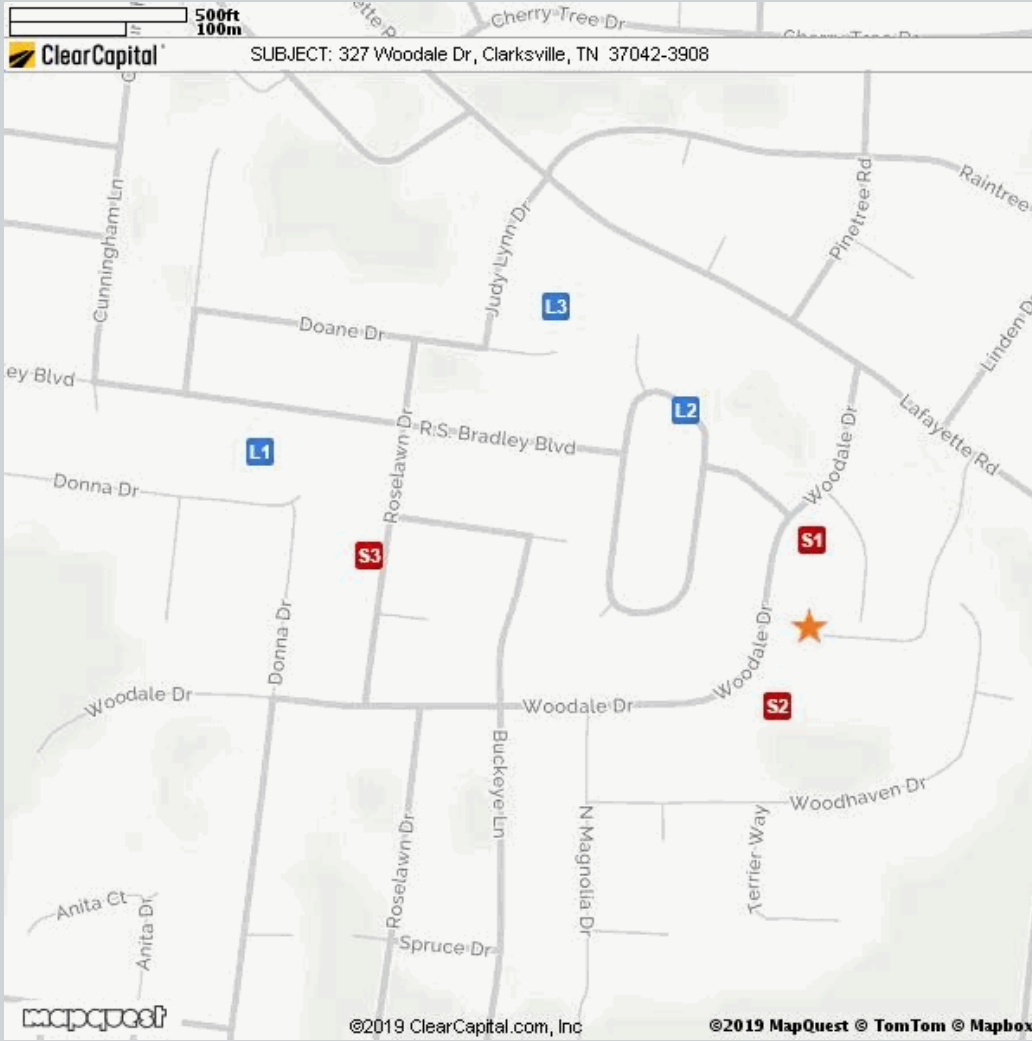 500ft
100m
Cherry Tree Dr
ClearCapital
SUBJECT: 327 Woodale Dr, Clarksville, TN 37042-3908
Cunningham Ln
Judy Lynn Dr
Pinetree Rd
Raintree
Linden D
L3
Doane Dr
ey Blvd
L2
Roselawn Dr
R.S. Bradley Blvd
Woodale Dr
Lafayette Rd
L1
Donna Dr
S1
S3
Donna Dr
Woodale Dr
Woodale Dr
Woodale Dr
S2
Buckeye Ln
Woodhaven Dr
N Magnolia Dr
Terrier Way
Roselawn Dr
Anita Ct
Anita Dr
Spruce Dr
mapquest
©2019 ClearCapital.com, Inc
©2019 MapQuest © TomTom © Mapbox